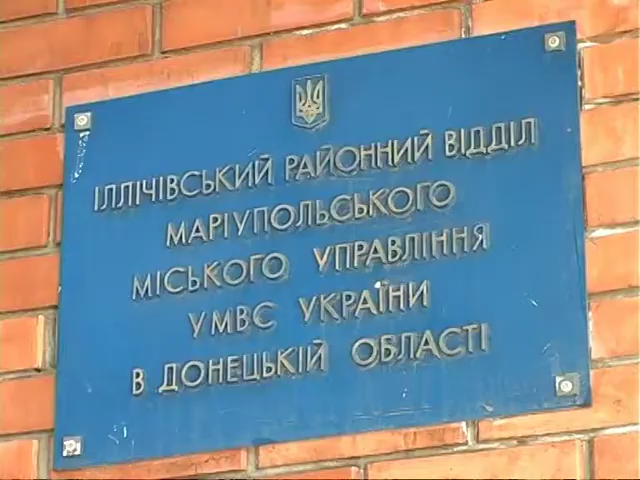 ІЛЛІЧІВСЬКИЙ РАЙОННИЙ ВІДДІЛ
МАРІУПОЛЬСЬКОГО
МІСЬКОГО УПРАВЛІННЯ
УМВС УКРАЇНИ
В ДОНЕЦЬКІЙ ОБЛАСТІ